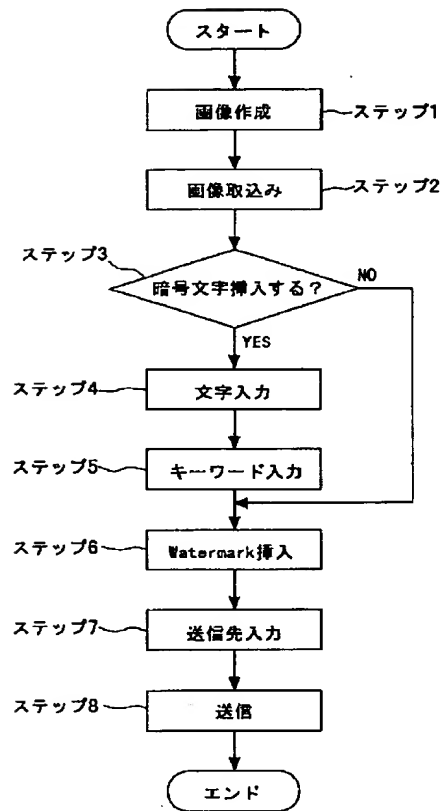 スタート
画像作成
ステップ1
画像取込み
ステップ2
ステップ3
暗号文字挿入する？
NO
YES
ステップ4
文字入力
ステップ5
キーワード入力
ステップ6
Watermark挿入
ステップ7
送信先入力
ステップ8
送信
エンド